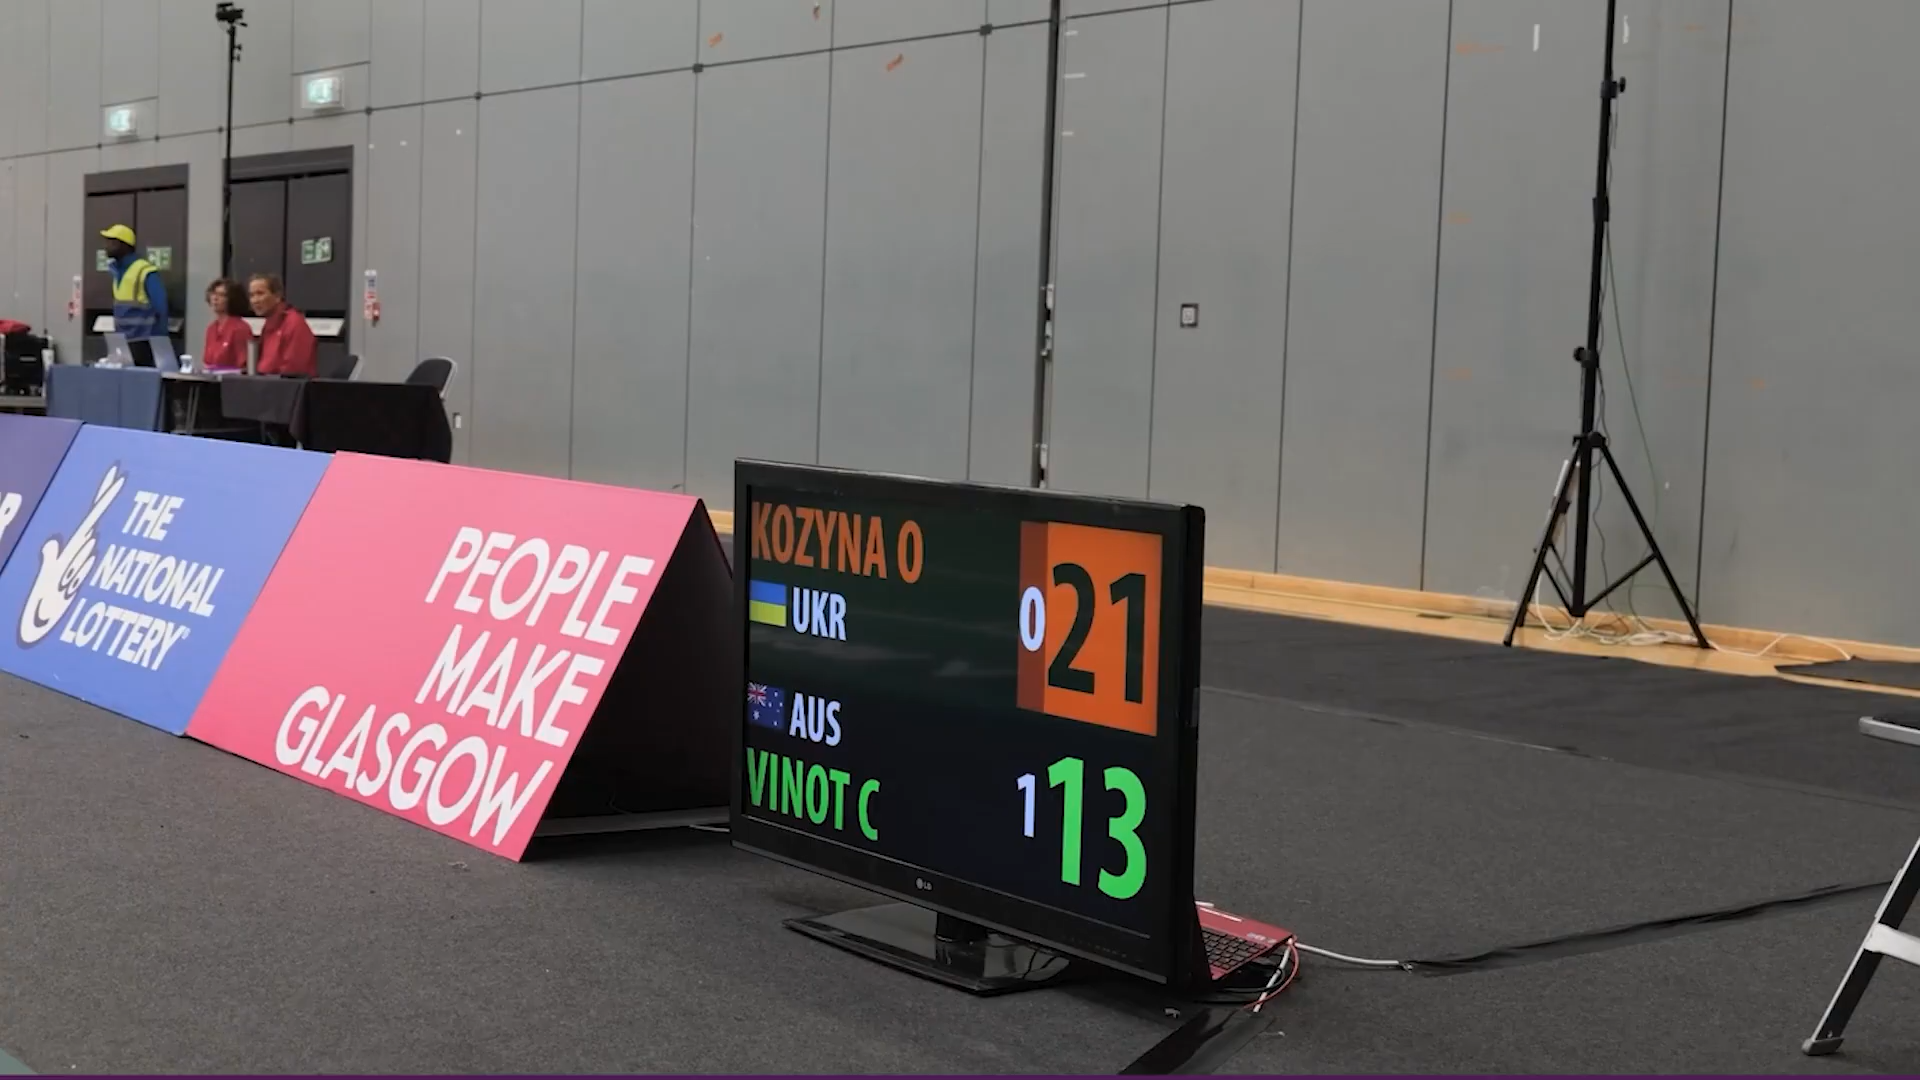 THE
NATIONAL
LOTTERY®
PEOPLE
MAKE
GLASGOW
KOZYNA O
UKR
0 21
AUS
VINOT C
1 13
LG